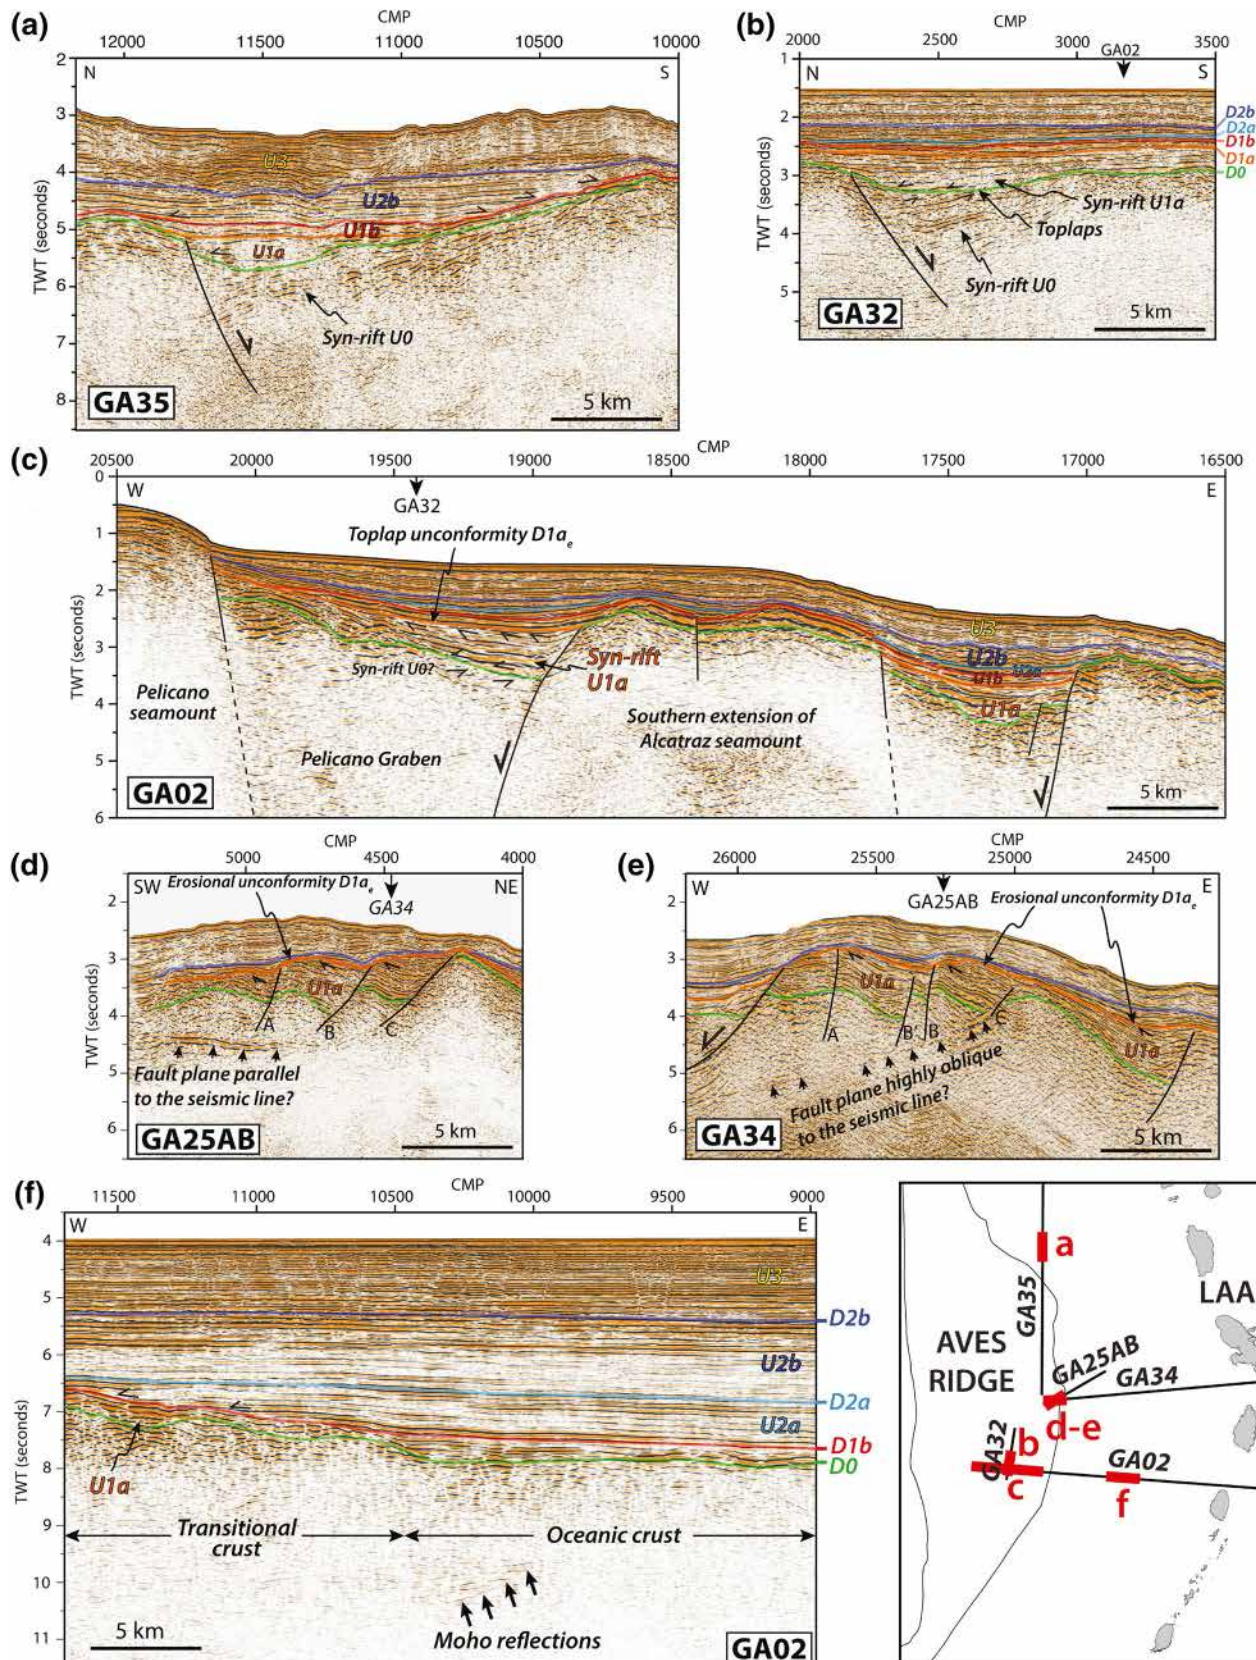 (a)
CMP
12000 11500 11000 10500 10000
2
N S
3
U3
4
U2b
5
U1b
U1a
6
Syn-rift U0
7
8
TWT (seconds)
GA35
5 km
(b)
CMP
2000 2500 3000 3500
GA02
1
N S
2
D2b
D2a
D1b
D1a
D0
3
Syn-rift U1a
Toplaps
4
Syn-rift U0
5
TWT (seconds)
GA32
5 km
(c)
CMP
20500 20000 19500 19000 18500 18000 17500 17000 16500
0
W E
GA32
Toplap unconformity D1ae
1
2
3
4
5
6
TWT (seconds)
U3
U2b
U2a
U1b
U1a
Syn-rift U0?
Syn-rift
U1a
Pelicano
seamount
Southern extension of
Alcatraz seamount
Pelicano Graben
GA02
5 km
(d)
CMP
5000 4500 4000
SW Erosional unconformity D1ae NE
GA34
2
3
4
5
6
TWT (seconds)
U1a
A B C
Fault plane parallel
to the seismic line?
GA25AB
5 km
(e)
CMP
26000 25500 25000 24500
W E
GA25AB
Erosional unconformity D1ae
2
3
4
5
6
TWT (seconds)
U1a
A B' B C
U1a
Fault plane highly oblique
to the seismic line?
GA34
5 km
(f)
CMP
11500 11000 10500 10000 9500 9000
W E
4
5
6
7
8
9
10
11
TWT (seconds)
U3
D2b
U2b
D2a
U2a
D1b
D0
U1a
Transitional
crust
Oceanic crust
Moho reflections
5 km
GA02
a
GA35
LAA
AVES
RIDGE
GA25AB
GA34
d-e
GA32
b
c
GA02
f